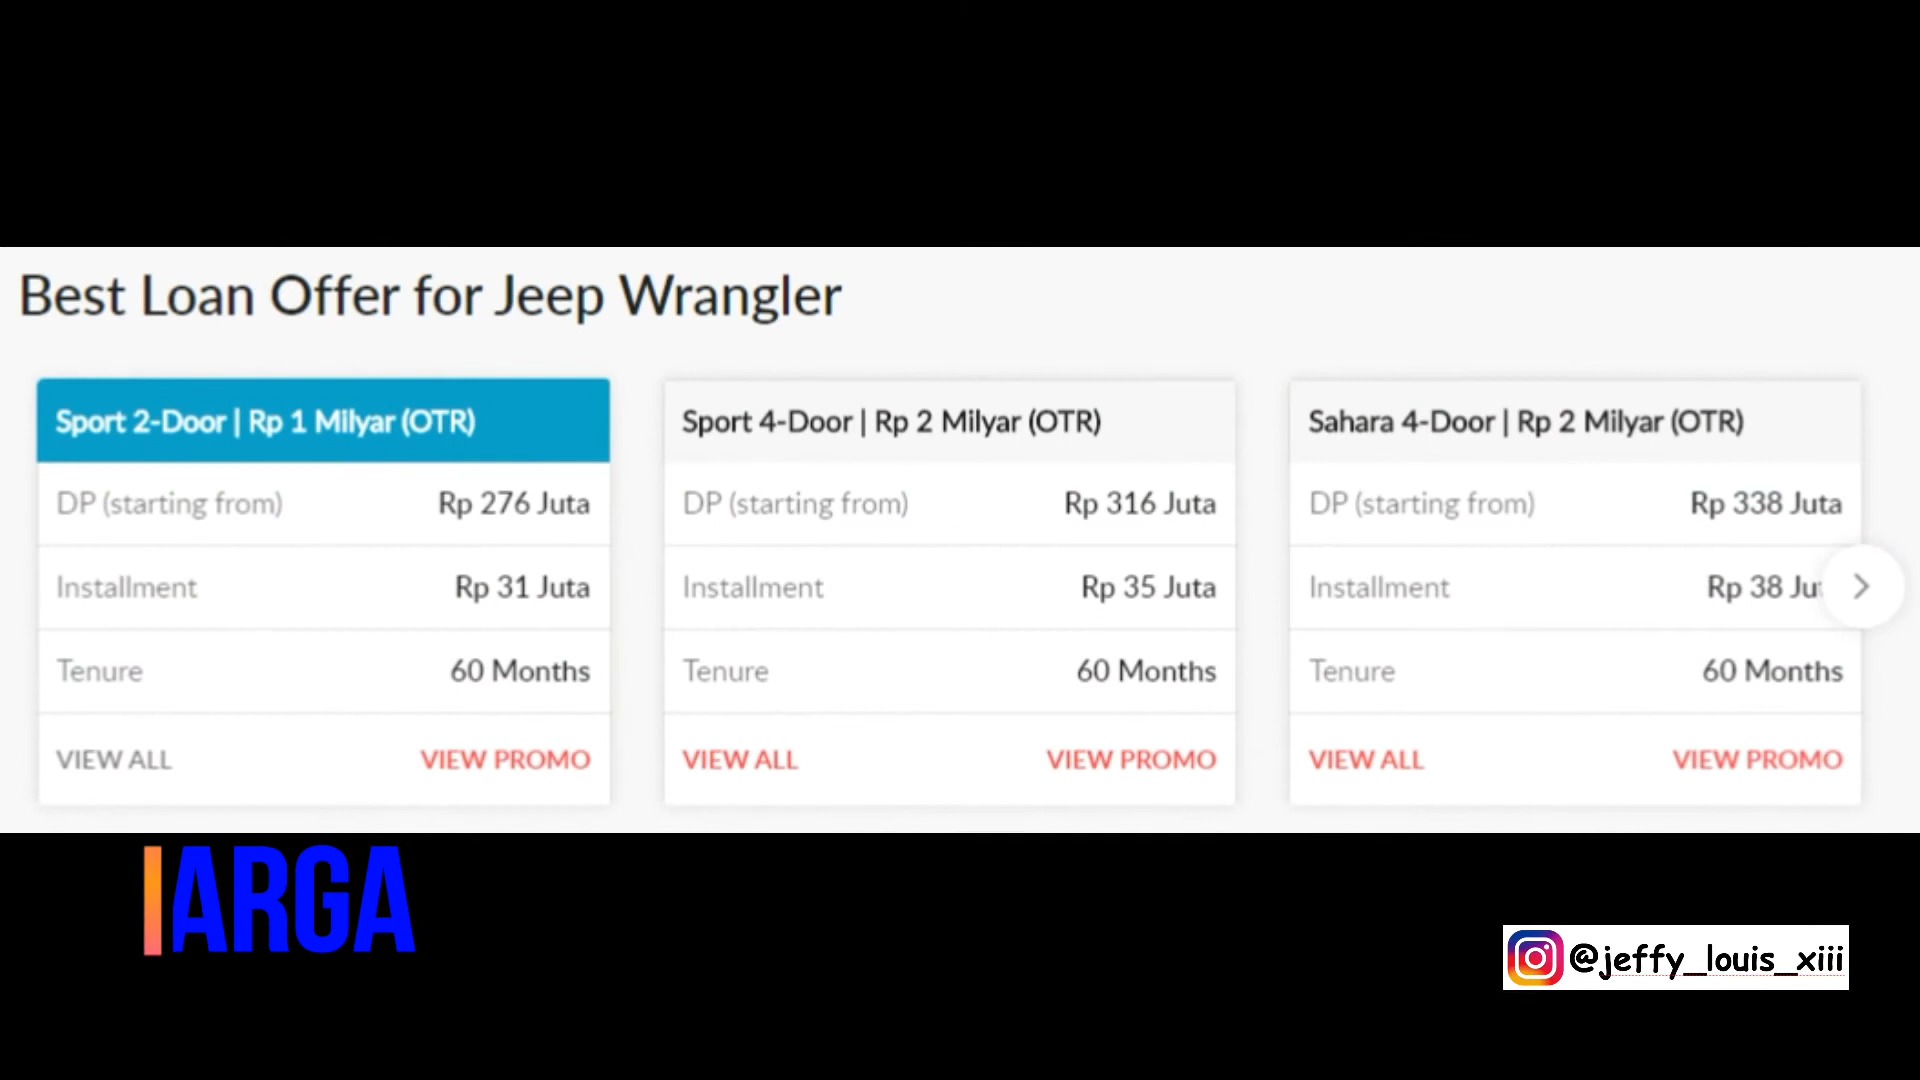 Best Loan Offer for Jeep Wrangler
Sport 2-Door | Rp 1 Milyar (OTR)
DP (starting from) Rp 276 Juta
Installment Rp 31 Juta
Tenure 60 Months
VIEW ALL VIEW PROMO
Sport 4-Door | Rp 2 Milyar (OTR)
DP (starting from) Rp 316 Juta
Installment Rp 35 Juta
Tenure 60 Months
VIEW ALL VIEW PROMO
Sahara 4-Door | Rp 2 Milyar (OTR)
DP (starting from) Rp 338 Juta
Installment Rp 38 Ju
Tenure 60 Months
VIEW ALL VIEW PROMO
ARGA
@jeffy_louis_xiii